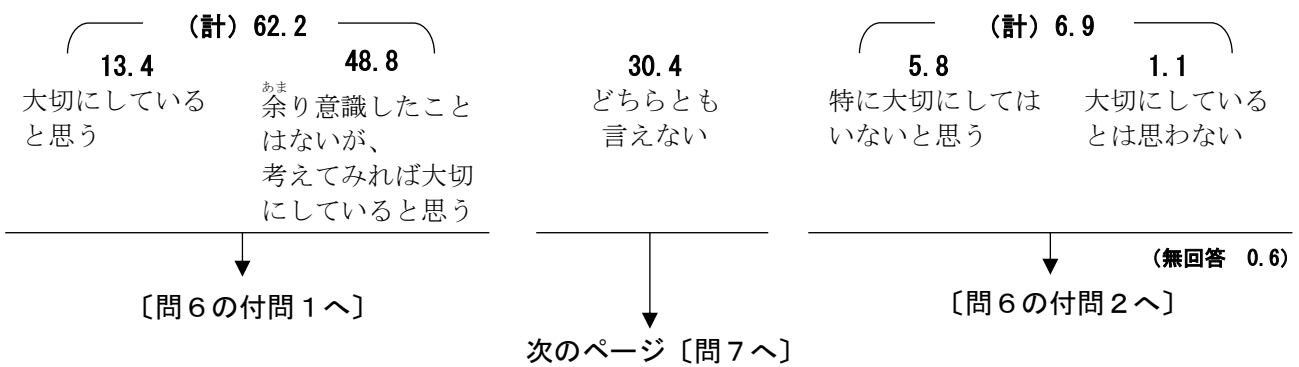 (計) 62.2
(計) 6.9
13.4
48.8
30.4
5.8
1.1
大切にしている
と思う
あま
余り意識したこと
はないが、
考えてみれば大切
にしていると思う
どちらとも
言えない
特に大切にしては
いないと思う
大切にしている
とは思わない
(無回答 0.6)
〔問6の付問1へ〕
〔問6の付問2へ〕
次のページ〔問7へ〕